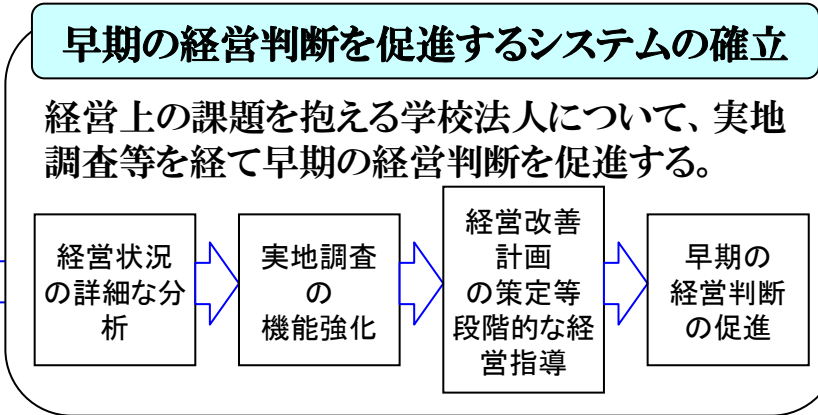 早期の経営判断を促進するシステムの確立
経営上の課題を抱える学校法人について、実地
調査等を経て早期の経営判断を促進する。
経営状況
の詳細な分
析
実地調査
の
機能強化
経営改善
計画
の策定等
段階的な経
営指導
早期の
経営判断
の促進